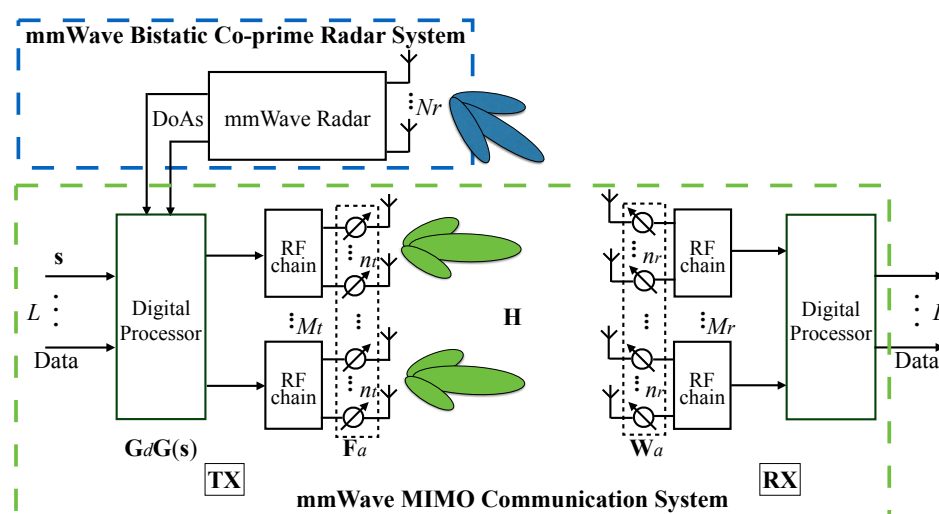 mmWave Bistatic Co-prime Radar System
DoAs
mmWave Radar
Nr
s
L
Data
Digital
Processor
RF
chain
nt
Mt
RF
chain
nt
H
nr
RF
chain
Mr
nr
RF
chain
Digital
Processor
L
Data
GdG(s)
Fa
Wa
TX
RX
mmWave MIMO Communication System